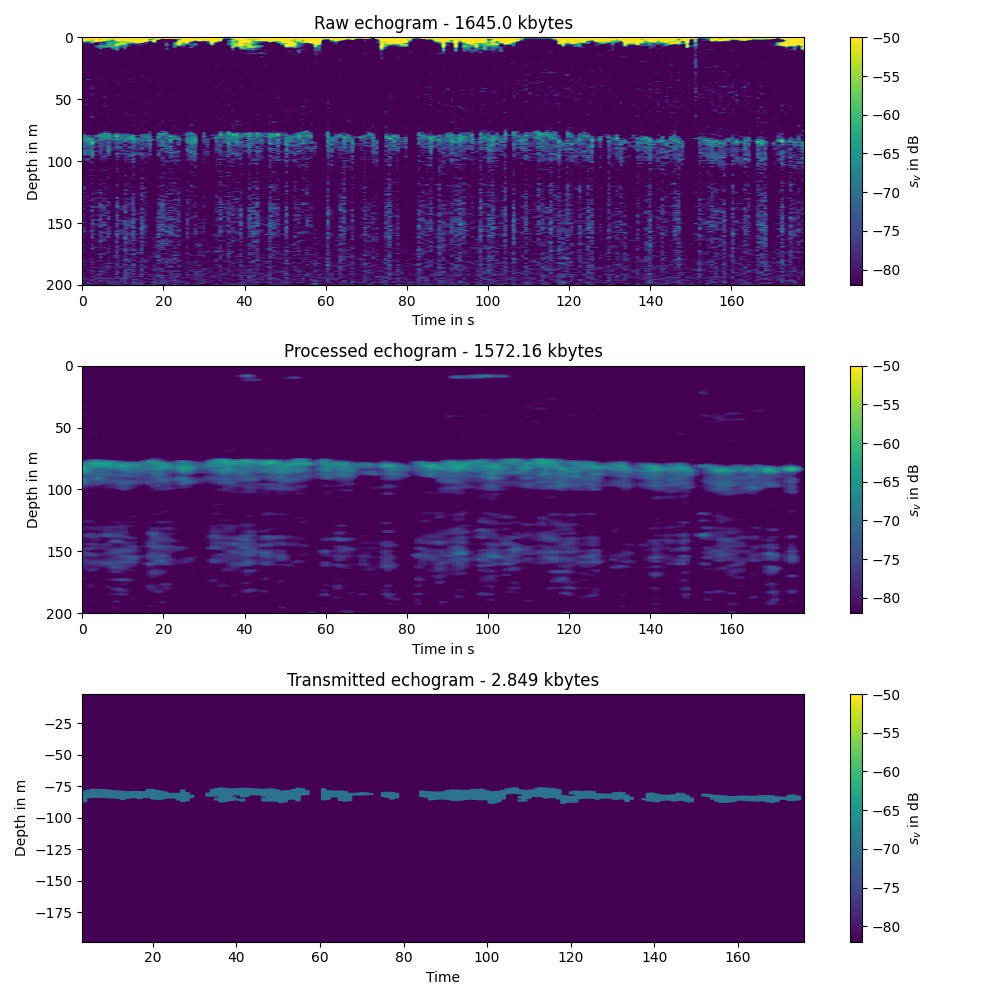 Raw echogram - 1645.0 kbytes
0
50
100
150
200
Depth in m
0 20 40 60 80 100 120 140 160
Time in s
−50
−55
−60
−65
−70
−75
−80
s_v in dB
Processed echogram - 1572.16 kbytes
0
50
100
150
200
Depth in m
0 20 40 60 80 100 120 140 160
Time in s
−50
−55
−60
−65
−70
−75
−80
s_v in dB
Transmitted echogram - 2.849 kbytes
−25
−50
−75
−100
−125
−150
−175
Depth in m
20 40 60 80 100 120 140 160
Time
−50
−55
−60
−65
−70
−75
−80
s_v in dB